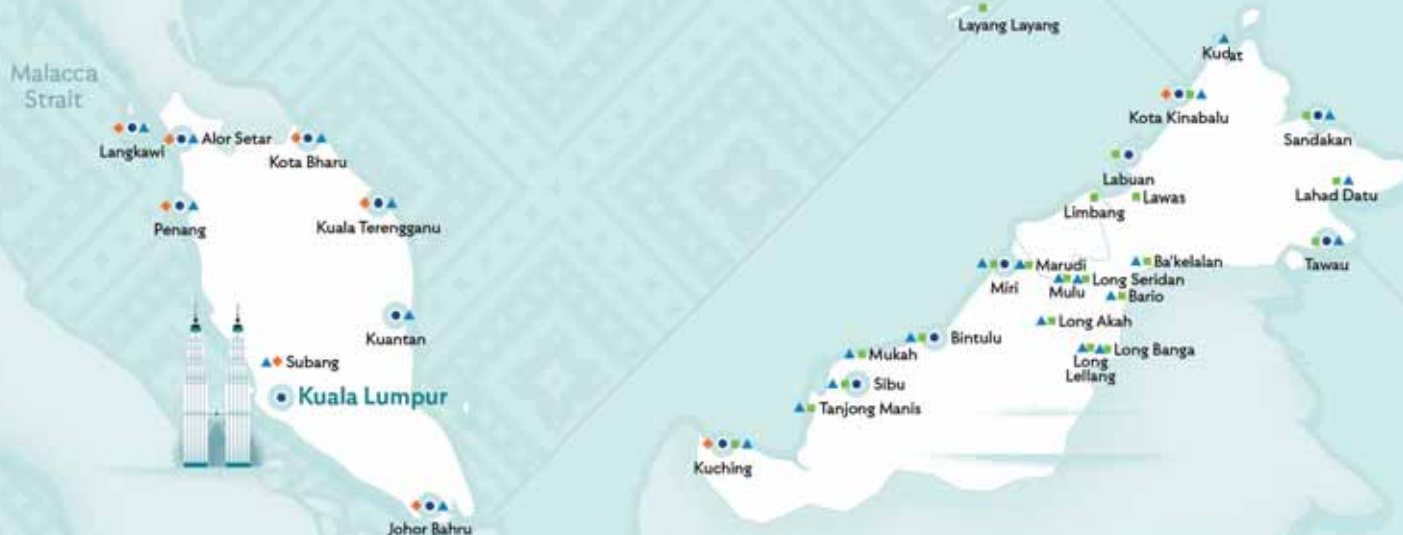 Layang Layang
Kudat
Malacca
Strait
Kota Kinabalu
Langkawi
Alor Setar
Kota Bharu
Sandakan
Labuan
Lahad Datu
Lawas
Limbang
Penang
Kuala Terengganu
Marudi
Ba'kelalan
Tawau
Miri
Mulu
Long Seridan
Bario
Kuantan
Long Akah
Bintulu
Subang
Mukah
Long Banga
Long
Lellang
Kuala Lumpur
Sibu
Tanjong Manis
Kuching
Johor Bahru